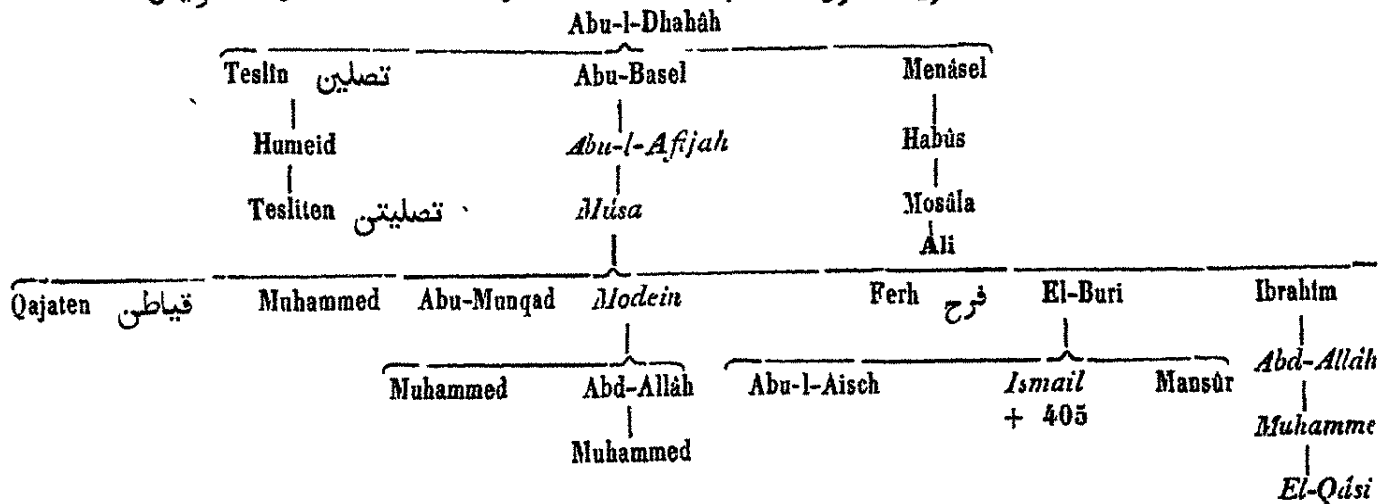 Abu-l-Dhahâh
Teslîn تصلين Abu-Basel Menâsel
Humeid Abu-l-Afijah Habûs
Tesliten تصليتن Mûsa Mosâla
Ali
Qajaten قياطن Muhammed Abu-Munqad Modein Ferh فرح El-Buri Ibrahîm
Muhammed Abd-Allâh Abu-l-Aisch Ismail Mansûr Abd-Allâh
+ 405 Muhamme
Muhammed
El-Qâsi